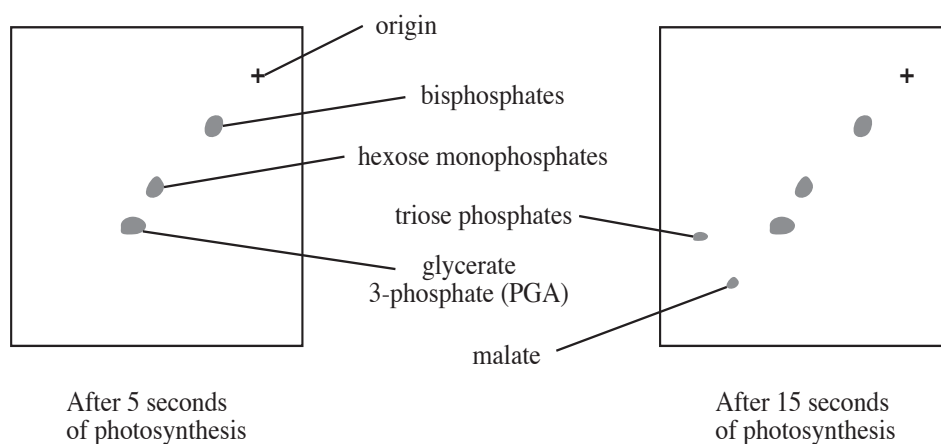 origin
bisphosphates
hexose monophosphates
triose phosphates
glycerate
3-phosphate (PGA)
malate
After 5 seconds
of photosynthesis
After 15 seconds
of photosynthesis